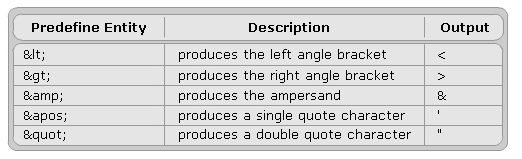 Predefine Entity Description Output
&lt; produces the left angle bracket <
&gt; produces the right angle bracket >
&amp; produces the ampersand &
&apos; produces a single quote character '
&quot; produces a double quote character "